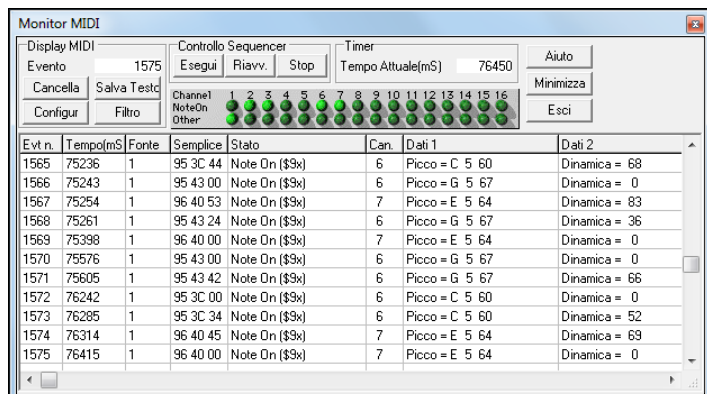 Monitor MIDI
Display MIDI Controllo Sequencer Timer
Evento 1575 Esegui Riavv. Stop Tempo Attuale(mS) 76450 Aiuto
Cancella Salva Testo Minimizza
Configur Filtro Esci
Channel 1 2 3 4 5 6 7 8 9 10 11 12 13 14 15 16
NoteOn
Other
Evt n. Tempo(mS Fonte Semplice Stato Can. Dati 1 Dati 2
1565 75236 1 95 3C 44 Note On ($9x) 6 Picco = C 5 60 Dinamica = 68
1566 75243 1 95 43 00 Note On ($9x) 6 Picco = G 5 67 Dinamica = 0
1567 75254 1 96 40 53 Note On ($9x) 7 Picco = E 5 64 Dinamica = 83
1568 75261 1 95 43 24 Note On ($9x) 6 Picco = G 5 67 Dinamica = 36
1569 75398 1 96 40 00 Note On ($9x) 7 Picco = E 5 64 Dinamica = 0
1570 75576 1 95 43 00 Note On ($9x) 6 Picco = G 5 67 Dinamica = 0
1571 75605 1 95 43 42 Note On ($9x) 6 Picco = G 5 67 Dinamica = 66
1572 76242 1 95 3C 00 Note On ($9x) 6 Picco = C 5 60 Dinamica = 0
1573 76285 1 95 3C 34 Note On ($9x) 6 Picco = C 5 60 Dinamica = 52
1574 76314 1 96 40 45 Note On ($9x) 7 Picco = E 5 64 Dinamica = 69
1575 76415 1 96 40 00 Note On ($9x) 7 Picco = E 5 64 Dinamica = 0